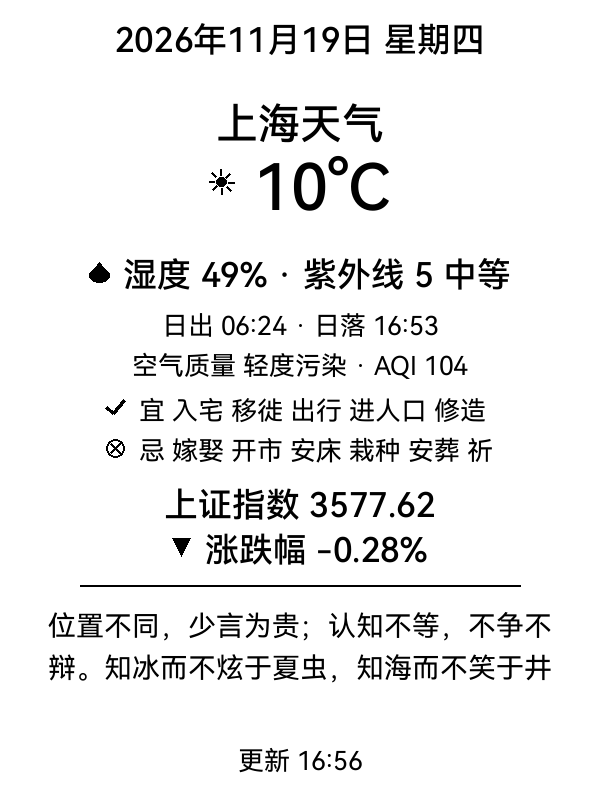 2026年11月19日 星期四
上海天气
10°C
湿度 49% · 紫外线 5 中等
日出 06:24 · 日落 16:53
空气质量 轻度污染 · AQI 104
宜 入宅 移徙 出行 进人口 修造
忌 嫁娶 开市 安床 栽种 安葬 祈
上证指数 3577.62
▼ 涨跌幅 -0.28%
位置不同，少言为贵；认知不等，不争不
辩。知冰而不炫于夏虫，知海而不笑于井
更新 16:56